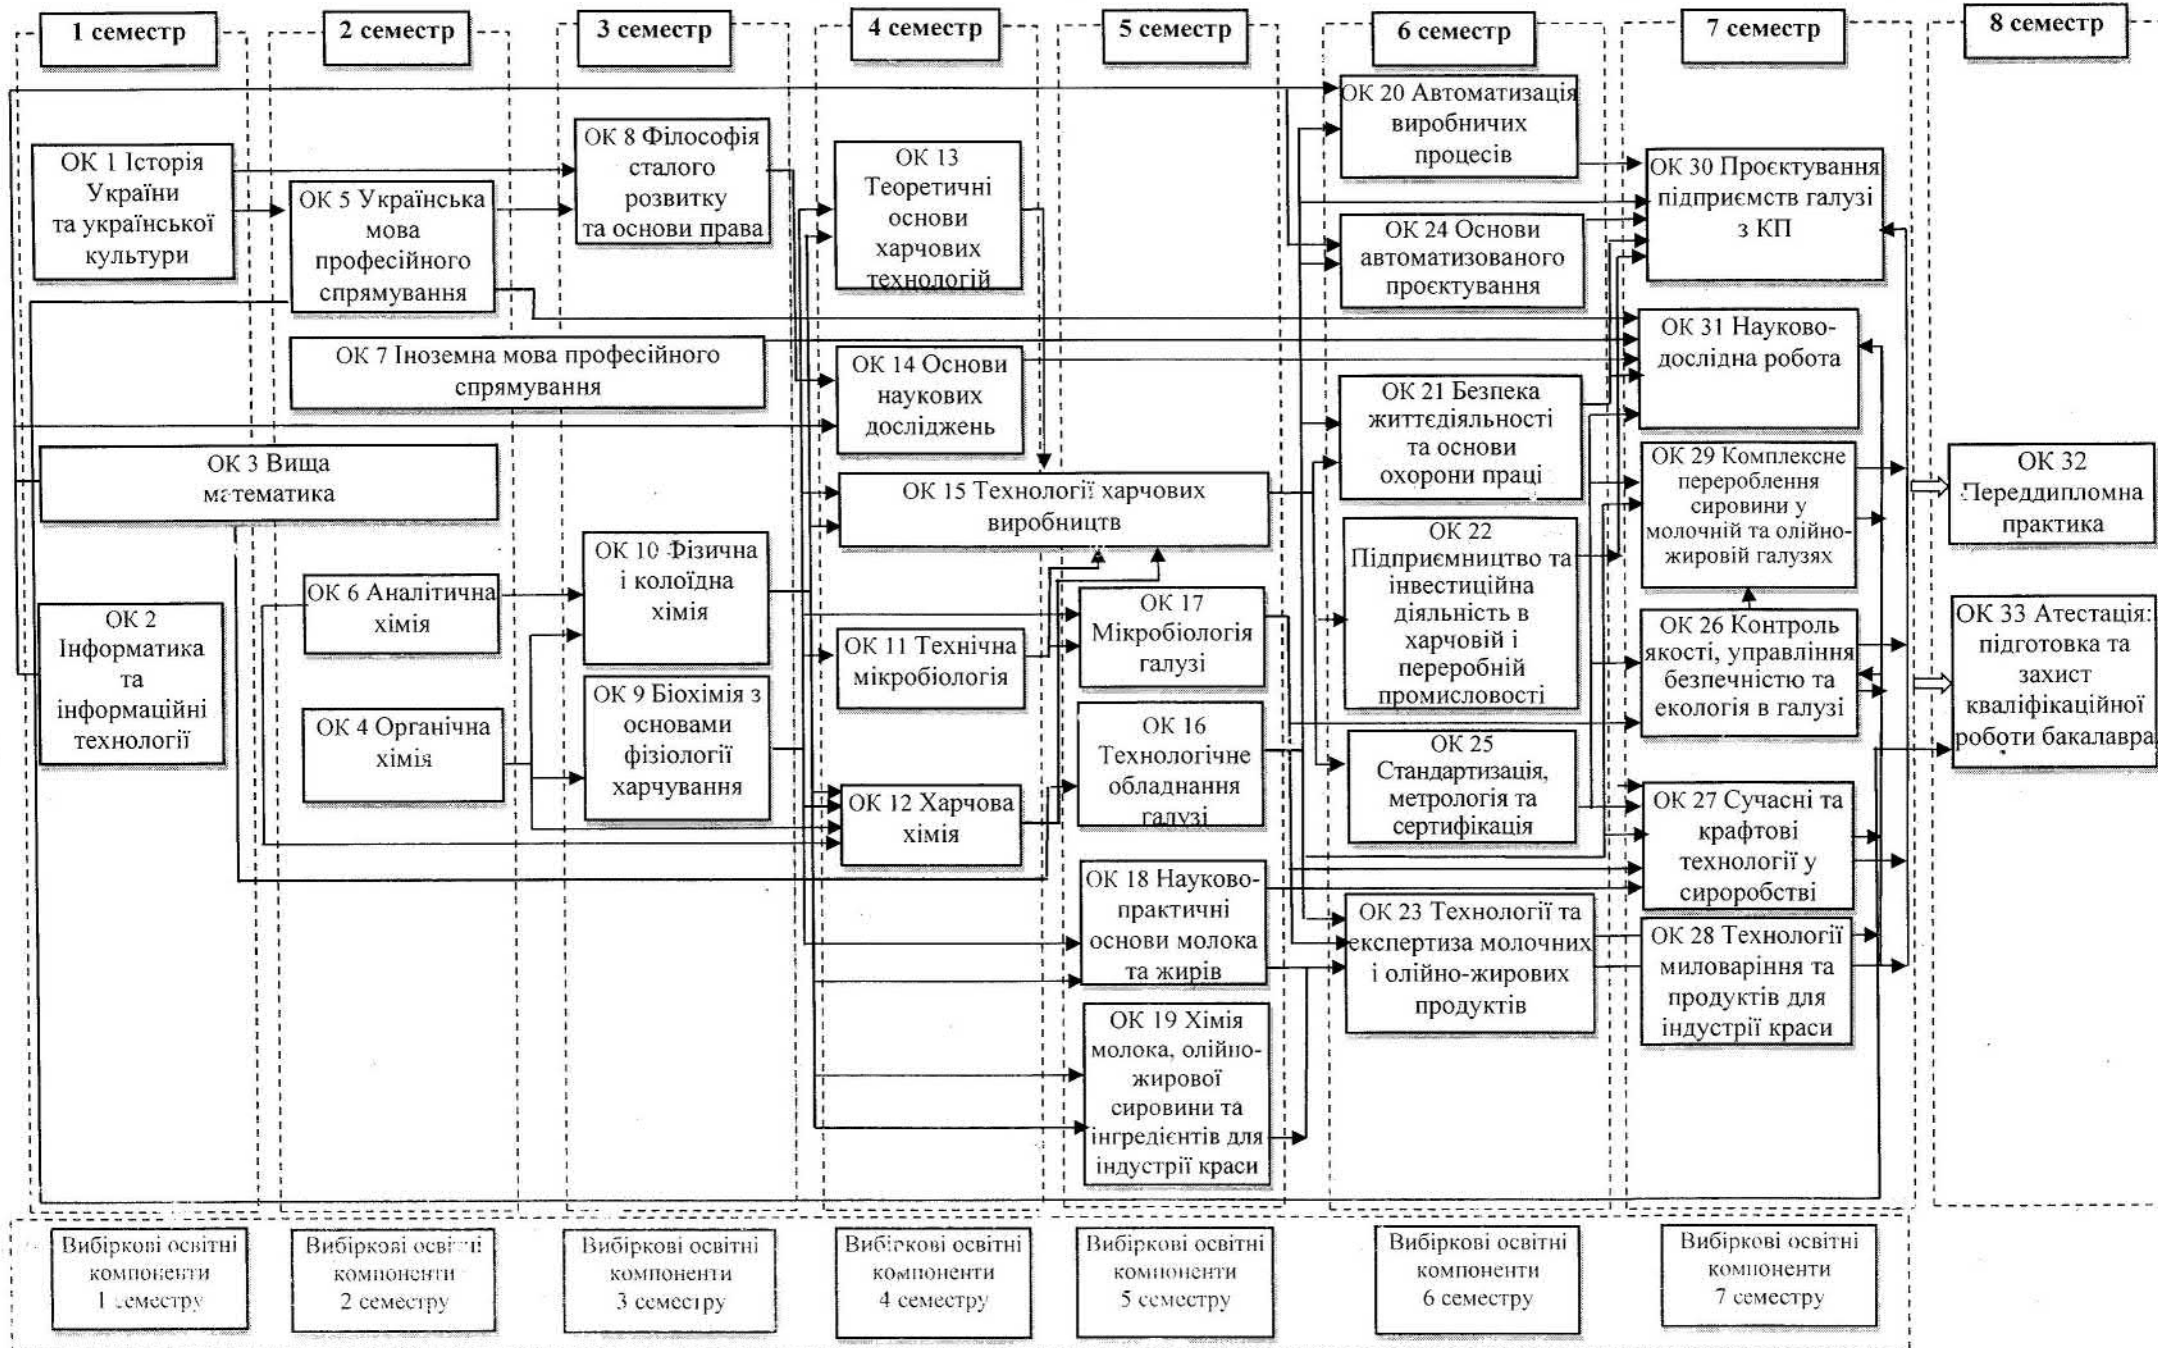 1 семестр
2 семестр
3 семестр
4 семестр
5 семестр
6 семестр
7 семестр
8 семестр
ОК 1 Історія
України
та української
культури
ОК 3 Вища
математика
ОК 2
Інформатика
та
інформаційні
технології
ОК 5 Українська
мова
професійного
спрямування
ОК 7 Іноземна мова професійного
спрямування
ОК 6 Аналітична
хімія
ОК 4 Органічна
хімія
ОК 8 Філософія
сталого
розвитку
та основи права
ОК 10 Фізична
і колоїдна
хімія
ОК 9 Біохімія з
основами
фізіології
харчування
ОК 13
Теоретичні
основи
харчових
технологій
ОК 14 Основи
наукових
досліджень
ОК 15 Технології харчових
виробництв
ОК 11 Технічна
мікробіологія
ОК 12 Харчова
хімія
ОК 17
Мікробіологія
галузі
ОК 16
Технологічне
обладнання
галузі
ОК 18 Науково-
практичні
основи молока
та жирів
ОК 19 Хімія
молока, олійно-
жирової
сировини та
інгредієнтів для
індустрії краси
ОК 20 Автоматизація
виробничих
процесів
ОК 24 Основи
автоматизованого
проєктування
ОК 21 Безпека
життєдіяльності
та основи
охорони праці
ОК 22
Підприємництво та
інвестиційна
діяльність в
харчовій і
переробній
промисловості
ОК 25
Стандартизація,
метрологія та
сертифікація
ОК 23 Технології та
експертиза молочних
і олійно-жирових
продуктів
ОК 30 Проєктування
підприємств галузі
з КП
ОК 31 Науково-
дослідна робота
ОК 29 Комплексне
перероблення
сировини у
молочній та олійно-
жировій галузях
ОК 26 Контроль
якості, управління
безпечністю та
екологія в галузі
ОК 27 Сучасні та
крафтові
технології у
сироробстві
ОК 28 Технології
миловаріння та
продуктів для
індустрії краси
ОК 32
Переддипломна
практика
ОК 33 Атестація:
підготовка та
захист
кваліфікаційної
роботи бакалавра
Вибіркові освітні
компоненти
1 семестру
Вибіркові освітні
компоненти
2 семестру
Вибіркові освітні
компоненти
3 семестру
Вибіркові освітні
компоненти
4 семестру
Вибіркові освітні
компоненти
5 семестру
Вибіркові освітні
компоненти
6 семестру
Вибіркові освітні
компоненти
7 семестру